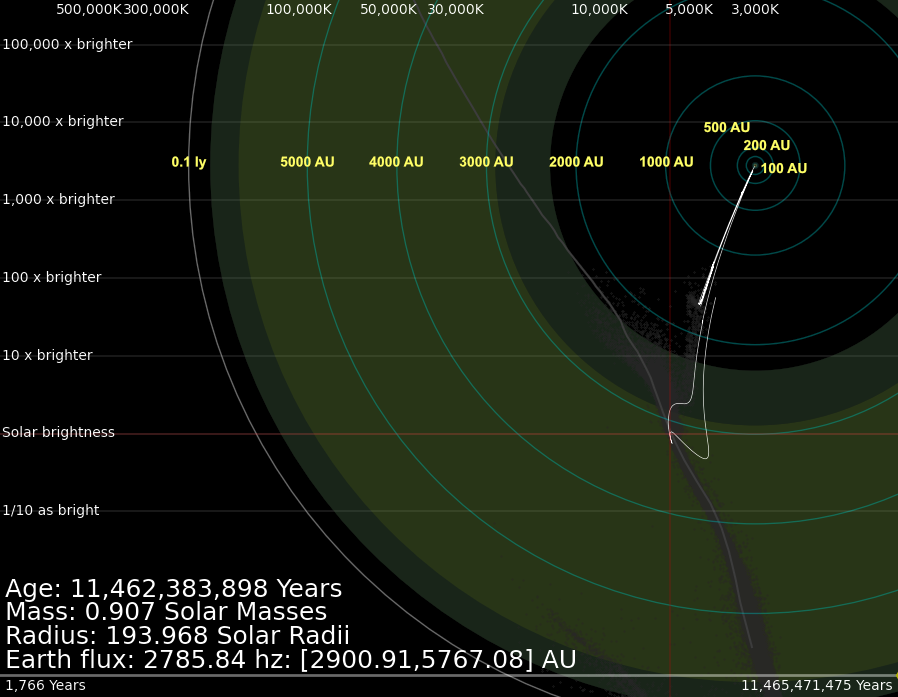 500,000K 300,000K 100,000K 50,000K 30,000K 10,000K 5,000K 3,000K
100,000 x brighter
10,000 x brighter
500 AU
200 AU
0.1 ly 5000 AU 4000 AU 3000 AU 2000 AU 1000 AU 100 AU
1,000 x brighter
100 x brighter
10 x brighter
Solar brightness
1/10 as bright
Age: 11,462,383,898 Years
Mass: 0.907 Solar Masses
Radius: 193.968 Solar Radii
Earth flux: 2785.84 hz: [2900.91,5767.08] AU
1,766 Years 11,465,471,475 Years